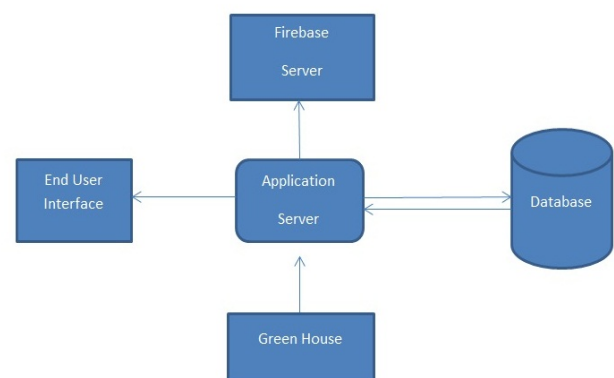 Firebase
Server
End User
Interface
Application
Server
Database
Green House